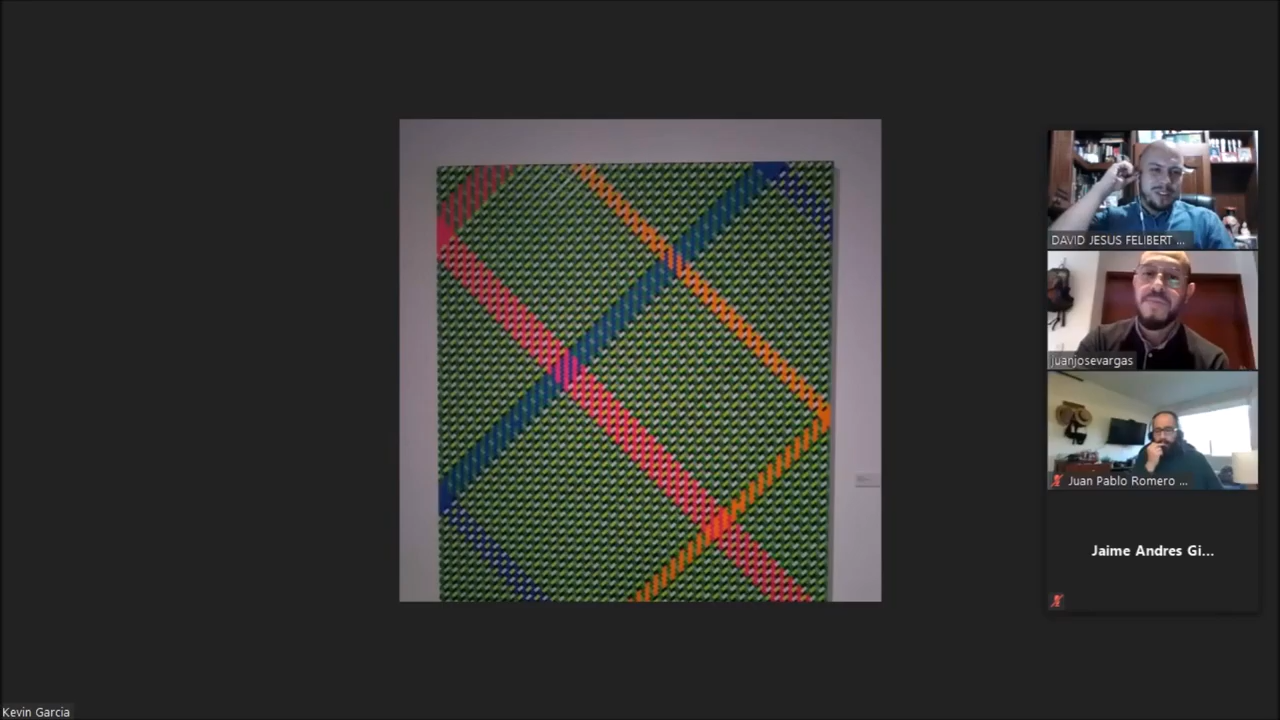 DAVID JESUS FELIBERT ...
juanjosevargas
Juan Pablo Romero ...
Jaime Andres Gi...
Kevin Garcia